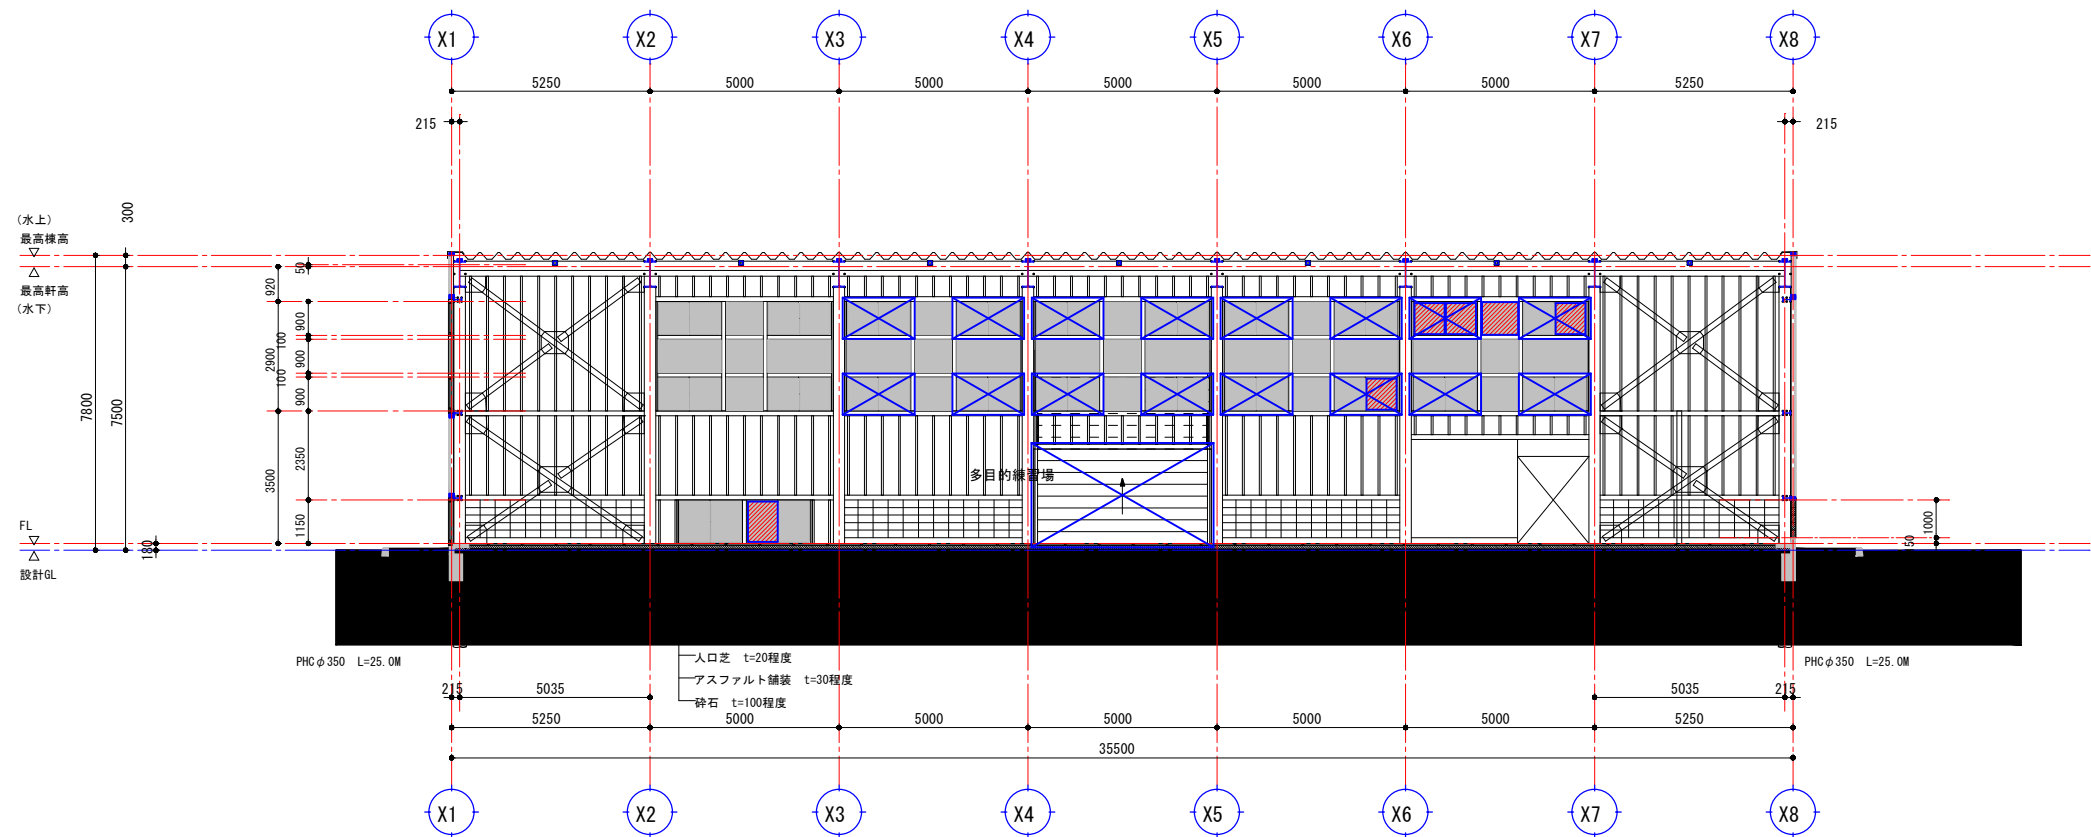 X1 X2 X3 X4 X5 X6 X7 X8
5250 5000 5000 5000 5000 5000 5250
215 215
(水上)
最高棟高
300
最高軒高
(水下)
50
920
900
100
2900
900
100
900
7800
7500
2350
3500
1150
多目的練習場
FL
180
設計GL
1000
50
PHCφ350 L=25.0M
人口芝 t=20程度
アスファルト舗装 t=30程度
砕石 t=100程度
PHCφ350 L=25.0M
215 5035 5035 215
5250 5000 5000 5000 5000 5000 5250
35500
X1 X2 X3 X4 X5 X6 X7 X8